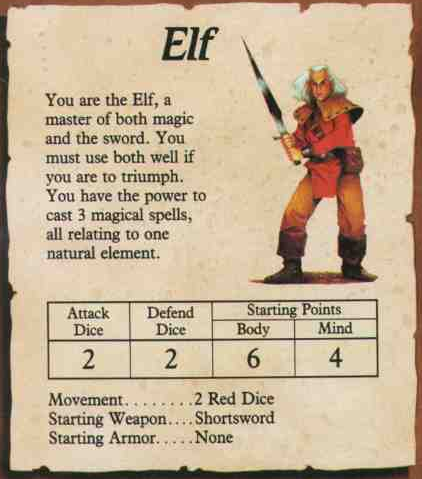 Elf
You are the Elf, a
master of both magic
and the sword. You
must use both well if
you are to triumph.
You have the power to
cast 3 magical spells,
all relating to one
natural element.
Attack Dice Defend Dice Starting Points
Body Mind
2 2 6 4
Movement........2 Red Dice
Starting Weapon....Shortsword
Starting Armor.....None